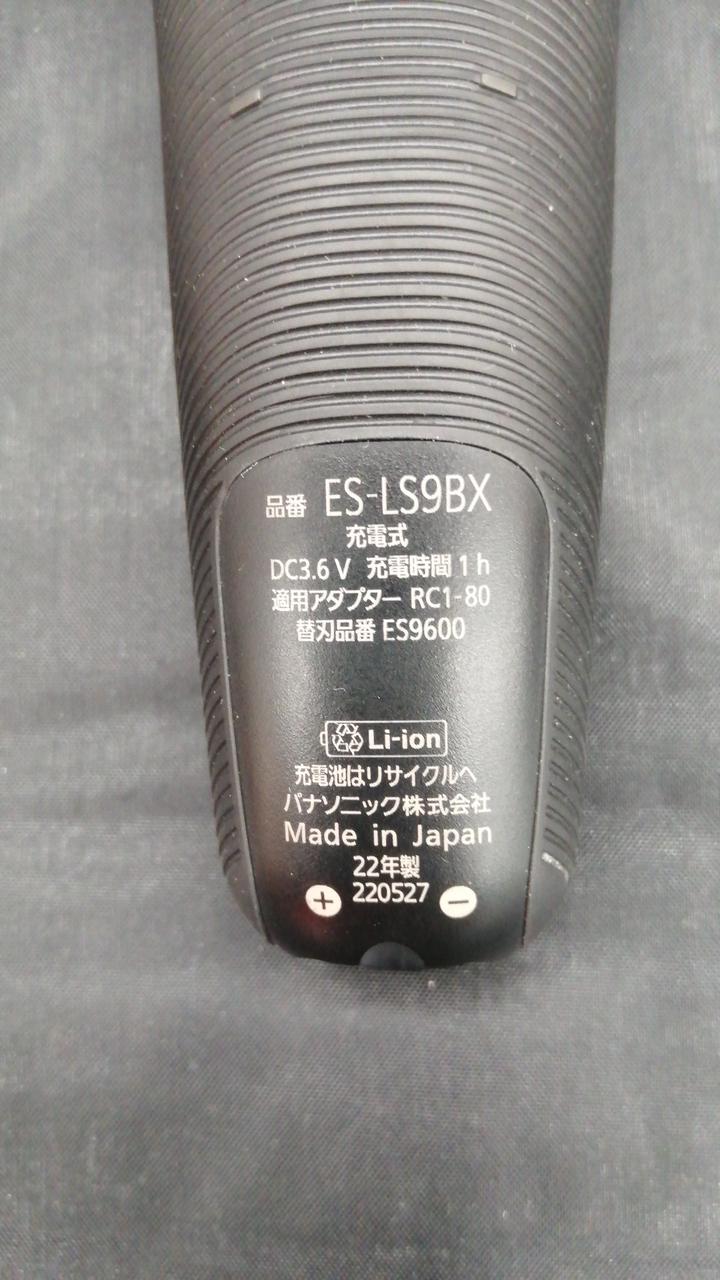 品番 ES-LS9BX
充電式
DC3.6 V 充電時間 1 h
適用アダプター RC1-80
替刃品番 ES9600
Li-ion
充電池はリサイクルへ
パナソニック株式会社
Made in Japan
22年製
+ 220527 −